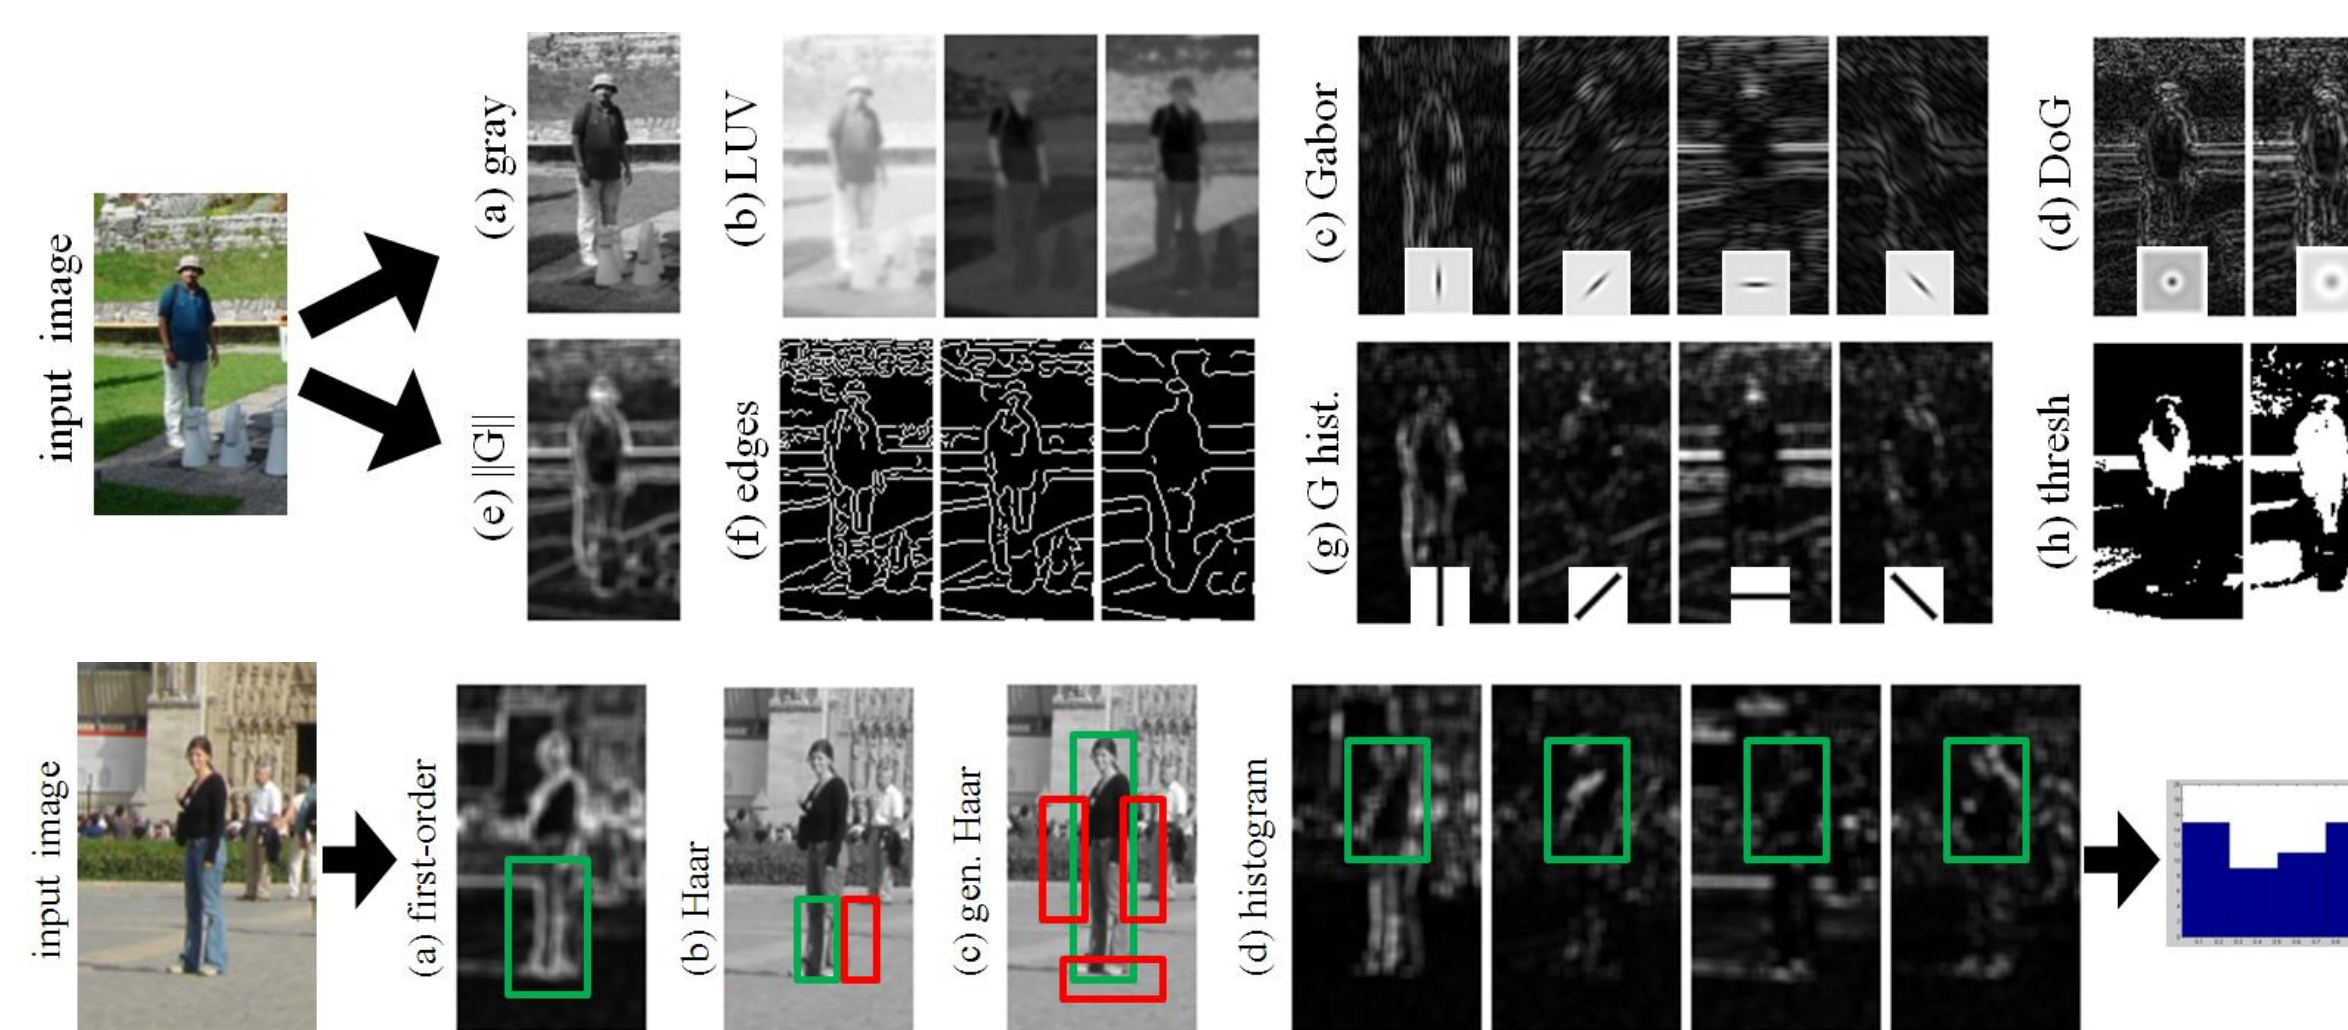 input image
(a) gray
(b) LUV
(c) Gabor
(d) DoG
(e) ||G||
(f) edges
(g) G hist.
(h) thresh
input image
(a) first-order
(b) Haar
(c) gen. Haar
(d) histogram